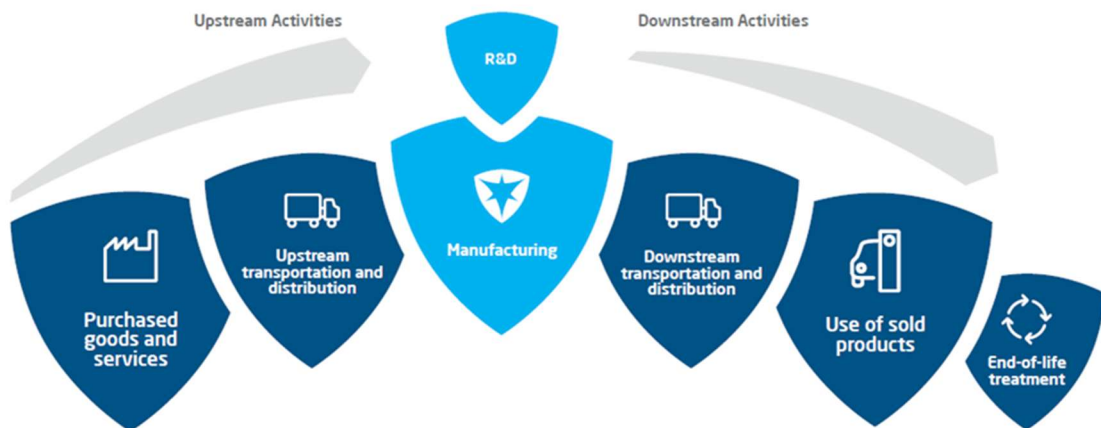 Upstream Activities
Downstream Activities
R&D
Purchased
goods and
services
Upstream
transportation and
distribution
Manufacturing
Downstream
transportation and
distribution
Use of sold
products
End-of-life
treatment